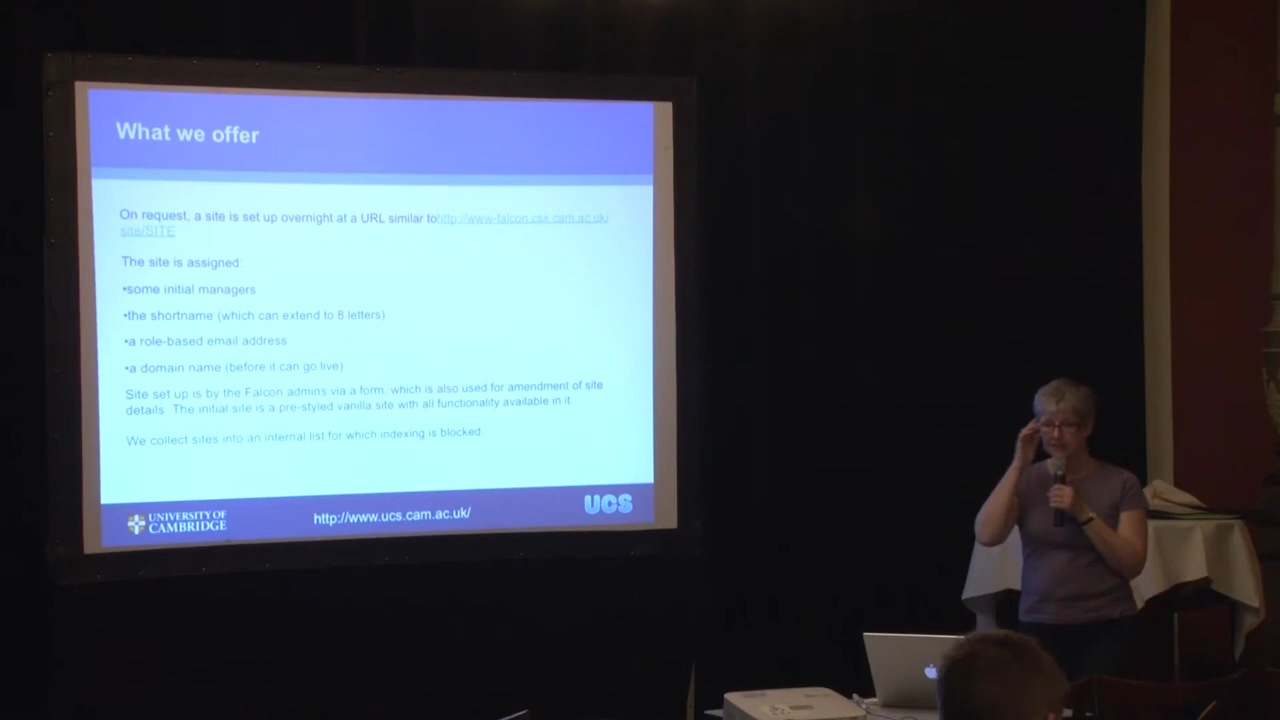 What we offer
On request, a site is set up overnight at a URL similar tohttp://www-falcon.csx.cam.ac.uk/
site/SITE
The site is assigned:
•some initial managers
•the shortname (which can extend to 8 letters)
•a role-based email address
•a domain name (before it can go live)
Site set up is by the Falcon admins via a form, which is also used for amendment of site
details. The initial site is a pre-styled vanilla site with all functionality available in it.
We collect sites into an internal list for which indexing is blocked.
UNIVERSITY OF
CAMBRIDGE
http://www.ucs.cam.ac.uk/
UCS